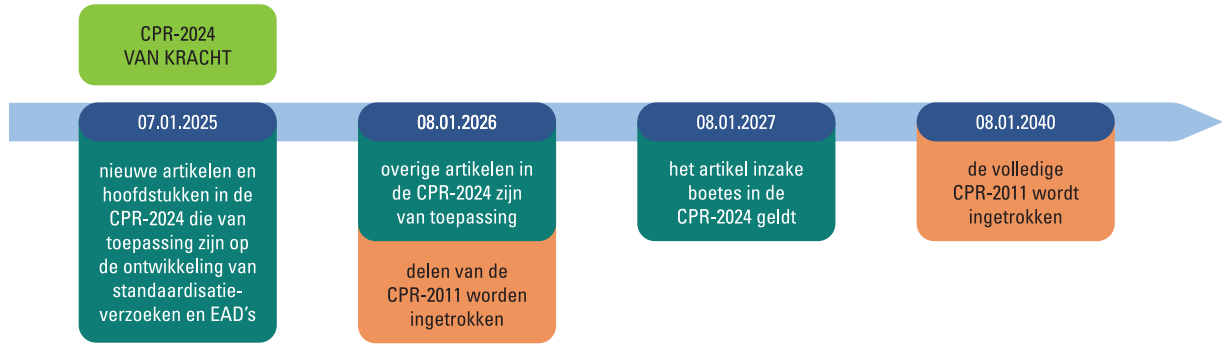 CPR-2024
VAN KRACHT
07.01.2025
nieuwe artikelen en
hoofdstukken in de
CPR-2024 die van
toepassing zijn op
de ontwikkeling van
standaardisatie-
verzoeken en EAD's
08.01.2026
overige artikelen in
de CPR-2024 zijn
van toepassing
delen van de
CPR-2011 worden
ingetrokken
08.01.2027
het artikel inzake
boetes in de
CPR-2024 geldt
08.01.2040
de volledige
CPR-2011 wordt
ingetrokken